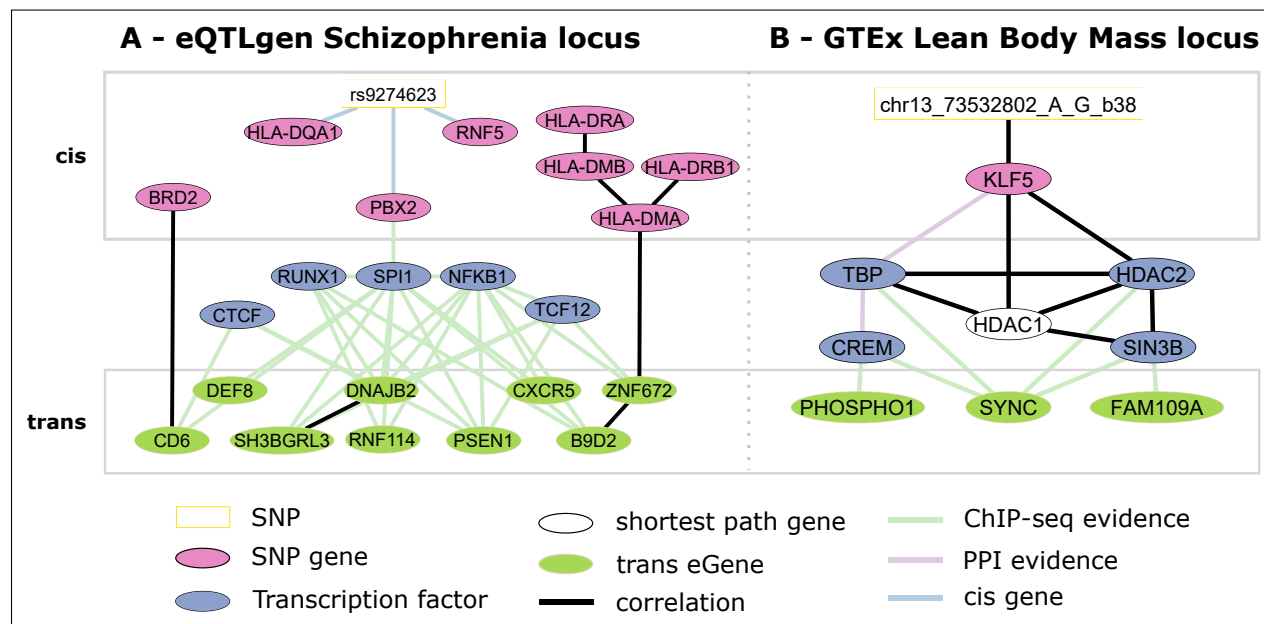 A - eQTLgen Schizophrenia locus
B - GTEx Lean Body Mass locus
cis
trans
rs9274623
HLA-DQA1
RNF5
HLA-DRA
HLA-DMB
HLA-DRB1
BRD2
PBX2
HLA-DMA
RUNX1
SPI1
NFKB1
CTCF
TCF12
DEF8
DNAJB2
CXCR5
ZNF672
CD6
SH3BGRL3
RNF114
PSEN1
B9D2
chr13_73532802_A_G_b38
KLF5
TBP
HDAC2
HDAC1
CREM
SIN3B
PHOSPHO1
SYNC
FAM109A
SNP
SNP gene
Transcription factor
shortest path gene
trans eGene
correlation
ChIP-seq evidence
PPI evidence
cis gene